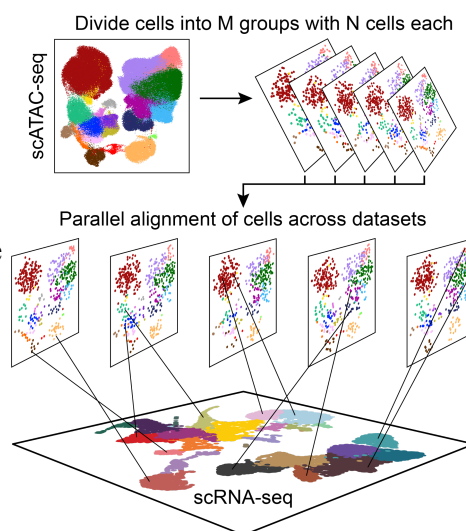 Divide cells into M groups with N cells each
scATAC-seq
Parallel alignment of cells across datasets
e
scRNA-seq